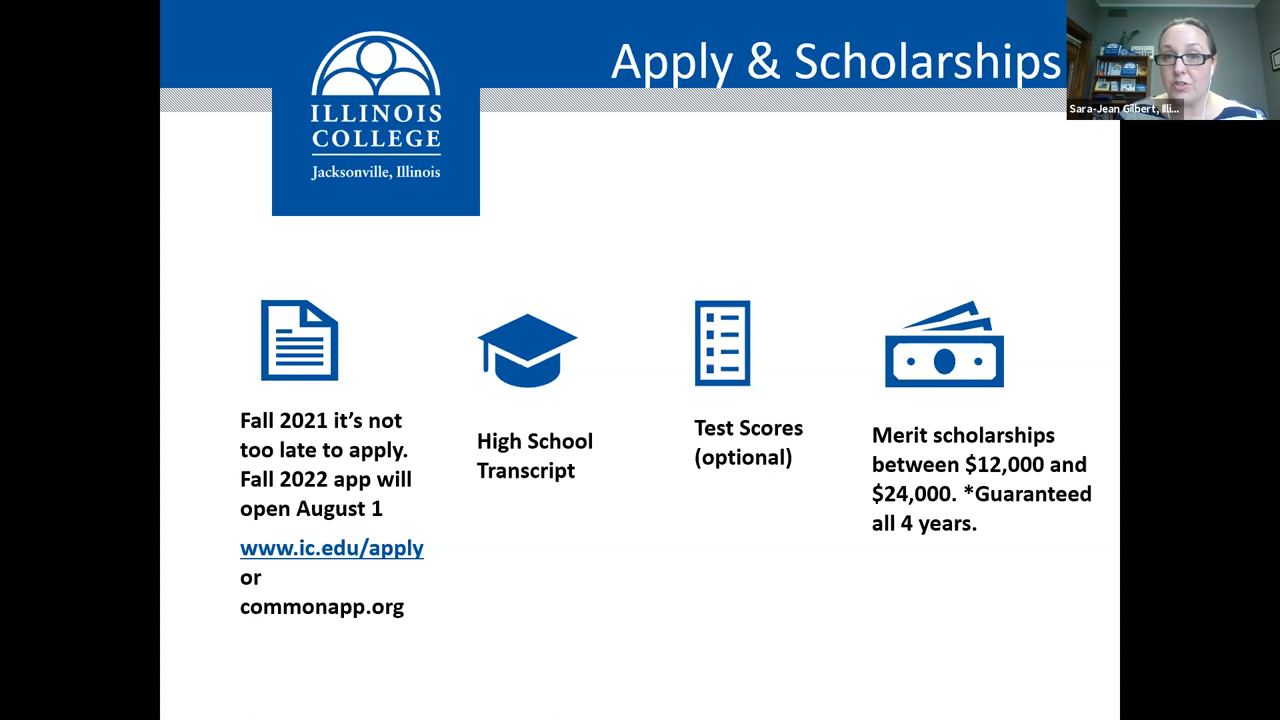 Apply & Scholarships
ILLINOIS
COLLEGE
Jacksonville, Illinois
Sara-Jean Gilbert, Illi...
Fall 2021 it’s not
too late to apply.
Fall 2022 app will
open August 1
www.ic.edu/apply
or
commonapp.org
High School
Transcript
Test Scores
(optional)
Merit scholarships
between $12,000 and
$24,000. *Guaranteed
all 4 years.